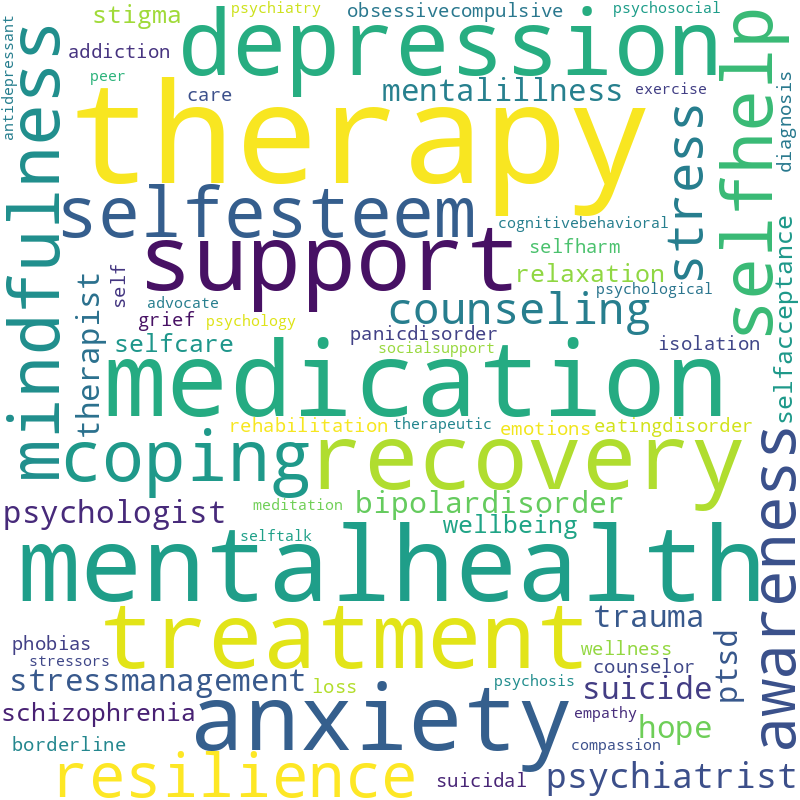 stigma
psychiatry
obsessivecompulsive
psychosocial
antidepressant
addiction
depression
peer
care
mentalillness
exercise
selfhelp
diagnosis
mindfulness
therapy
stress
selfesteem
cognitivebehavioral
selfharm
support
relaxation
selfacceptance
therapist
self
advocate
psychological
counseling
grief
psychology
panicdisorder
isolation
selfcare
socialsupport
medication
rehabilitation
therapeutic
emotions
eatingdisorder
coping
recovery
awareness
psychologist
meditation
bipolardisorder
wellbeing
selftalk
mentalhealth
treatment
trauma
phobias
wellness
ptsd
stressors
counselor
stressmanagement
loss
psychosis
suicide
schizophrenia
anxiety
empathy
hope
borderline
compassion
resilience
suicidal
psychiatrist